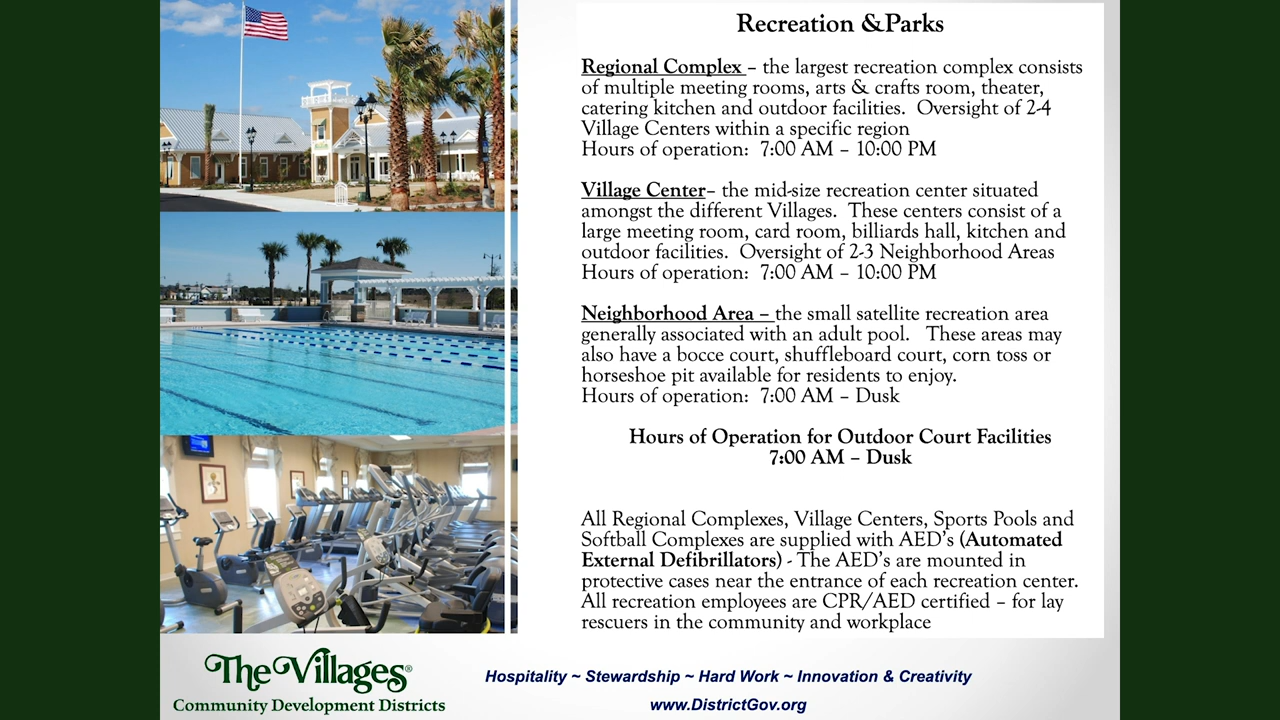 Recreation &Parks
Regional Complex – the largest recreation complex consists
of multiple meeting rooms, arts & crafts room, theater,
catering kitchen and outdoor facilities. Oversight of 2-4
Village Centers within a specific region
Hours of operation: 7:00 AM – 10:00 PM
Village Center– the mid-size recreation center situated
amongst the different Villages. These centers consist of a
large meeting room, card room, billiards hall, kitchen and
outdoor facilities. Oversight of 2-3 Neighborhood Areas
Hours of operation: 7:00 AM – 10:00 PM
Neighborhood Area – the small satellite recreation area
generally associated with an adult pool. These areas may
also have a bocce court, shuffleboard court, corn toss or
horseshoe pit available for residents to enjoy.
Hours of operation: 7:00 AM – Dusk
Hours of Operation for Outdoor Court Facilities
7:00 AM – Dusk
All Regional Complexes, Village Centers, Sports Pools and
Softball Complexes are supplied with AED's (Automated
External Defibrillators) - The AED's are mounted in
protective cases near the entrance of each recreation center.
All recreation employees are CPR/AED certified – for lay
rescuers in the community and workplace
The Villages®
Community Development Districts
Hospitality ~ Stewardship ~ Hard Work ~ Innovation & Creativity
www.DistrictGov.org